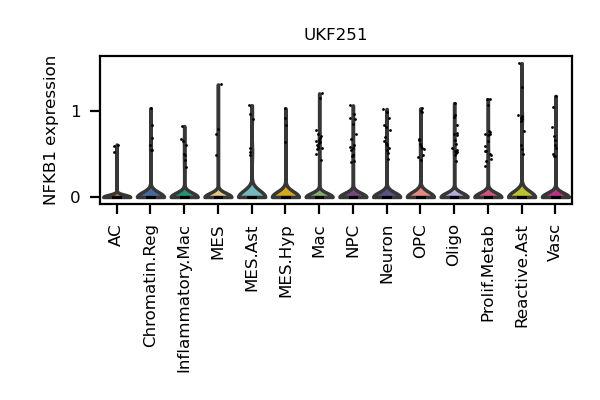 UKF251
NFKB1 expression
1
0
AC
Chromatin.Reg
Inflammatory.Mac
MES
MES.Ast
MES.Hyp
Mac
NPC
Neuron
OPC
Oligo
Prolif.Metab
Reactive.Ast
Vasc